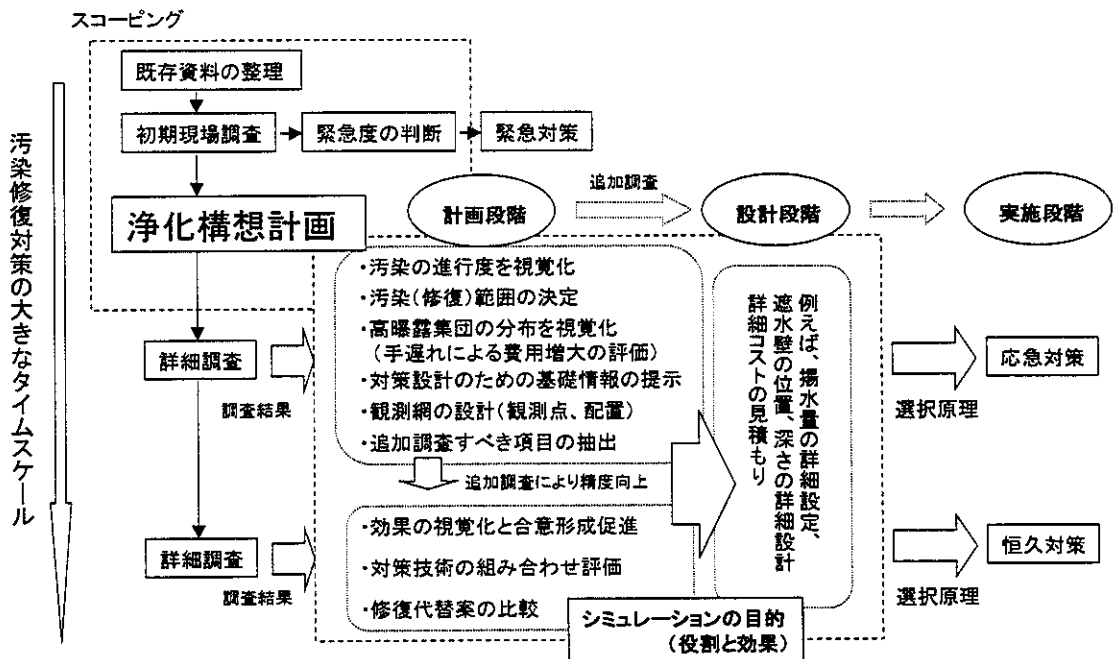 スコーピング
既存資料の整理
初期現場調査
緊急度の判断
緊急対策
汚染修復対策の大きなタイムスケール
浄化構想計画
計画段階
追加調査
設計段階
実施段階
・汚染の進行度を視覚化
・汚染(修復)範囲の決定
・高曝露集団の分布を視覚化
(手遅れによる費用増大の評価)
・対策設計のための基礎情報の提示
・観測網の設計(観測点、配置)
・追加調査すべき項目の抽出
詳細調査
調査結果
追加調査により精度向上
・効果の視覚化と合意形成促進
・対策技術の組み合わせ評価
・修復代替案の比較
詳細調査
調査結果
例えば、揚水量の詳細設定、
遮水壁の位置、深さの詳細設計
詳細コストの見積もり
応急対策
選択原理
恒久対策
選択原理
シミュレーションの目的
(役割と効果)